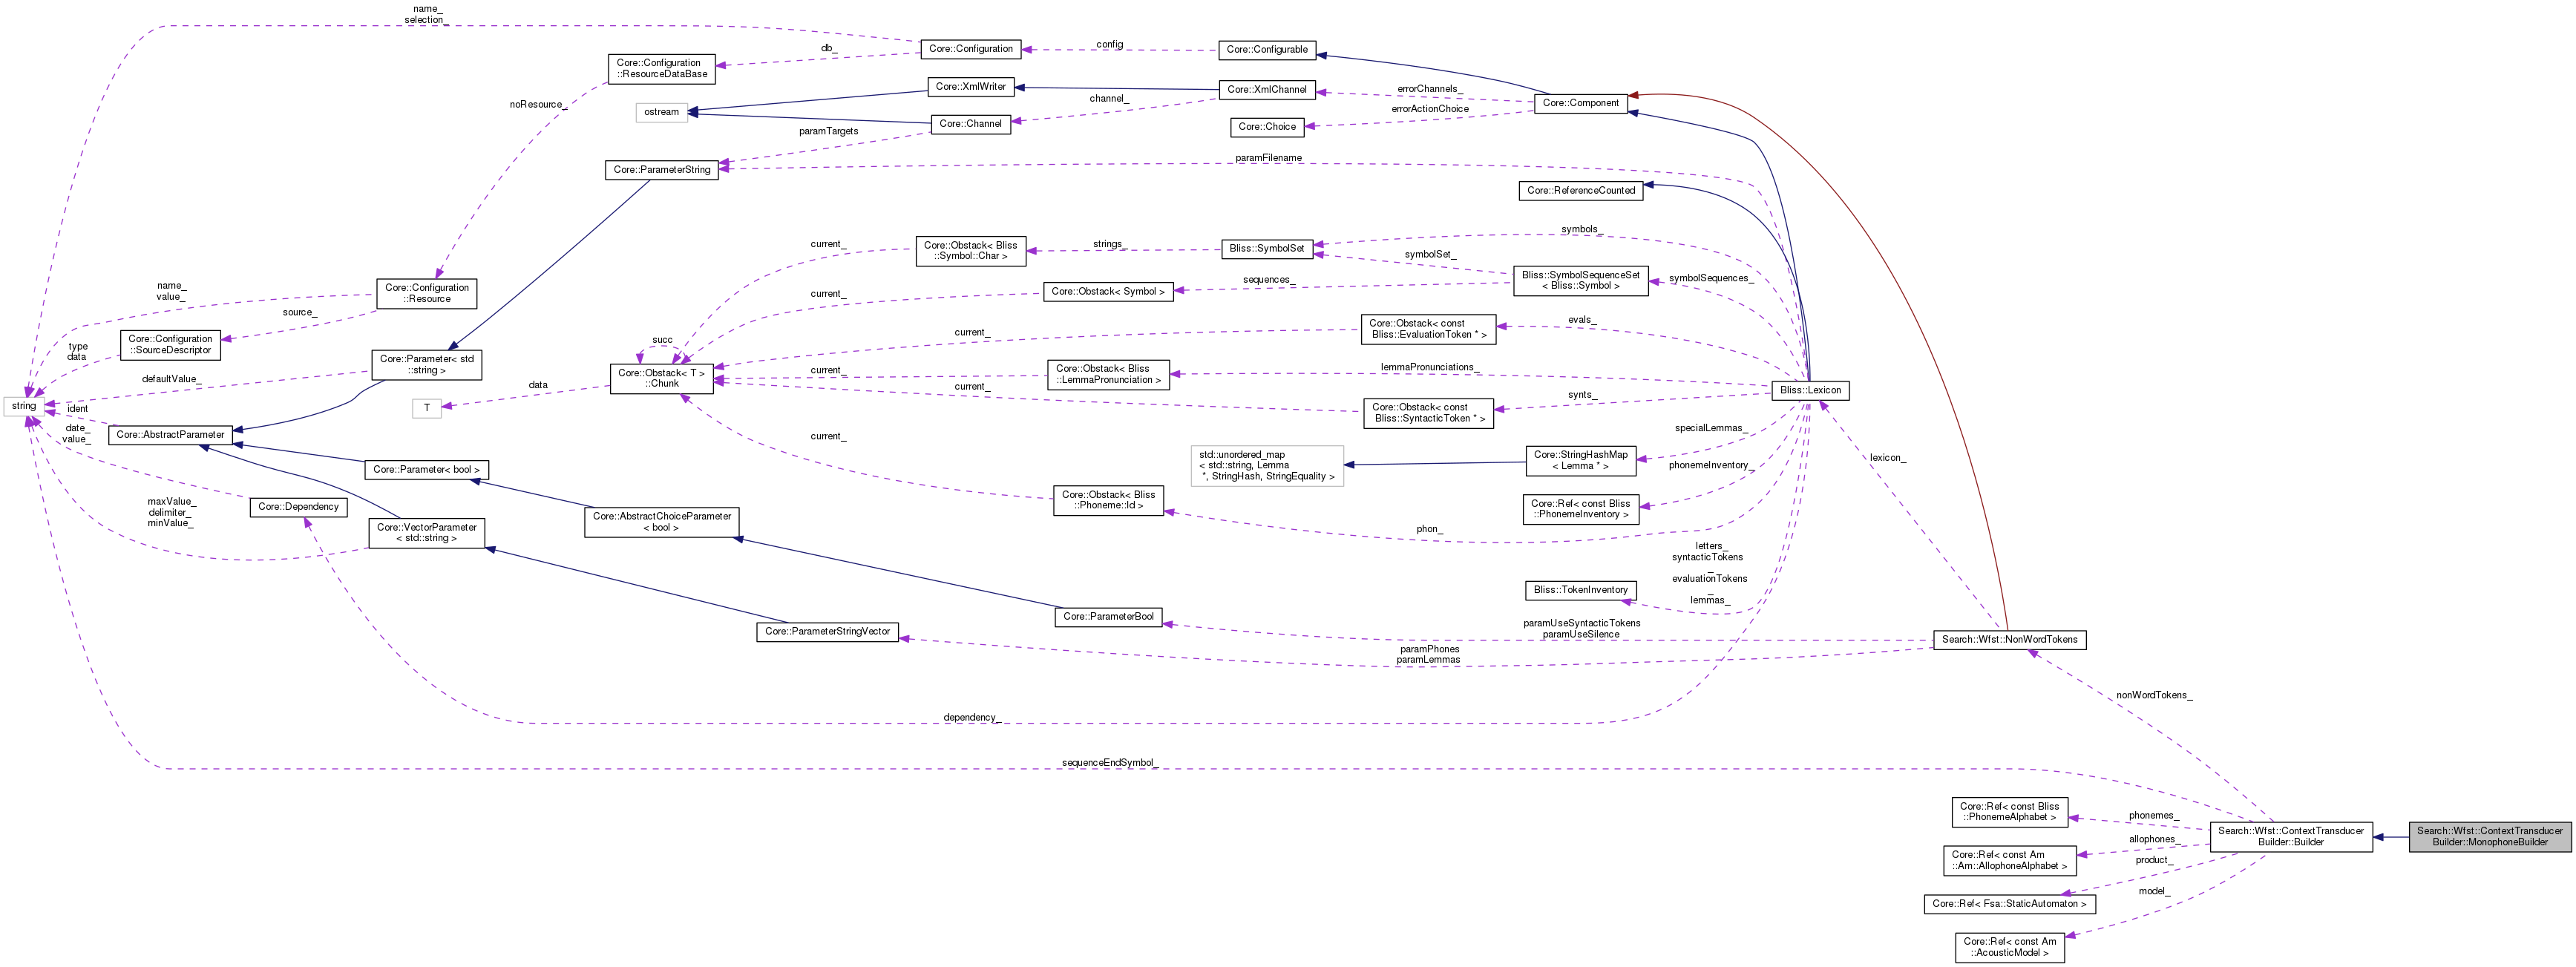 name_
selection_
Core::Configuration
config
Core::Configurable
db_
Core::Configuration
::ResourceDataBase
Core::XmlWriter
Core::XmlChannel
errorChannels_
Core::Component
noResource_
ostream
channel_
errorActionChoice
Core::Channel
Core::Choice
paramTargets
paramFilename
Core::ParameterString
Core::ReferenceCounted
symbols_
current_
Core::Obstack< Bliss
::Symbol::Char >
strings_
Bliss::SymbolSet
symbolSet_
Bliss::SymbolSequenceSet
< Bliss::Symbol >
symbolSequences_
sequences_
Core::Obstack< Symbol >
current_
name_
value_
Core::Configuration
::Resource
source_
Core::Configuration
::SourceDescriptor
type
data
evals_
Core::Obstack< const
Bliss::EvaluationToken * >
current_
succ
Core::Parameter< std
::string >
defaultValue_
Core::Obstack< T >
::Chunk
current_
Core::Obstack< Bliss
::LemmaPronunciation >
lemmaPronunciations_
Bliss::Lexicon
data
T
current_
Core::Obstack< const
Bliss::SyntacticToken * >
synts_
string
ident
Core::AbstractParameter
date_
value_
specialLemmas_
current_
std::unordered_map
< std::string, Lemma
*, StringHash, StringEquality >
Core::StringHashMap
< Lemma * >
lexicon_
phonemeInventory_
Core::Parameter< bool >
Core::Obstack< Bliss
::Phoneme::Id >
Core::Ref< const Bliss
::PhonemeInventory >
maxValue_
delimiter_
minValue_
Core::Dependency
Core::VectorParameter
< std::string >
Core::AbstractChoiceParameter
< bool >
phon_
letters_
syntacticTokens
_
evaluationTokens
_
lemmas_
Bliss::TokenInventory
Core::ParameterBool
Core::ParameterStringVector
paramUseSyntacticTokens
paramUseSilence
Search::Wfst::NonWordTokens
paramPhones
paramLemmas
nonWordTokens_
dependency_
sequenceEndSymbol_
Core::Ref< const Bliss
::PhonemeAlphabet >
phonemes_
Search::Wfst::ContextTransducer
Builder::Builder
Search::Wfst::ContextTransducer
Builder::MonophoneBuilder
allophones_
Core::Ref< const Am
::Am::AllophoneAlphabet >
product_
Core::Ref< Fsa::StaticAutomaton >
model_
Core::Ref< const Am
::AcousticModel >